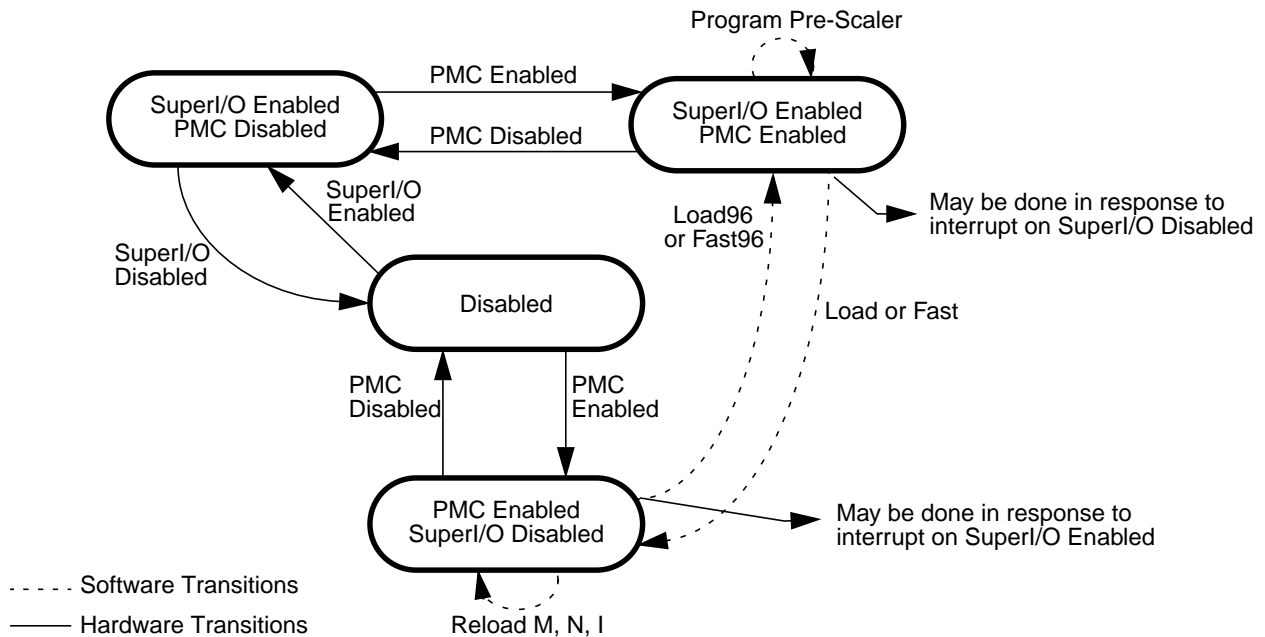 Program Pre-Scaler
PMC Enabled
SuperI/O Enabled
PMC Disabled
SuperI/O Enabled
PMC Enabled
PMC Disabled
SuperI/O
Enabled
Load96
or Fast96
May be done in response to
interrupt on SuperI/O Disabled
SuperI/O
Disabled
Disabled
Load or Fast
PMC
Disabled
PMC
Enabled
PMC Enabled
SuperI/O Disabled
May be done in response to
interrupt on SuperI/O Enabled
Software Transitions
Hardware Transitions
Reload M, N, I